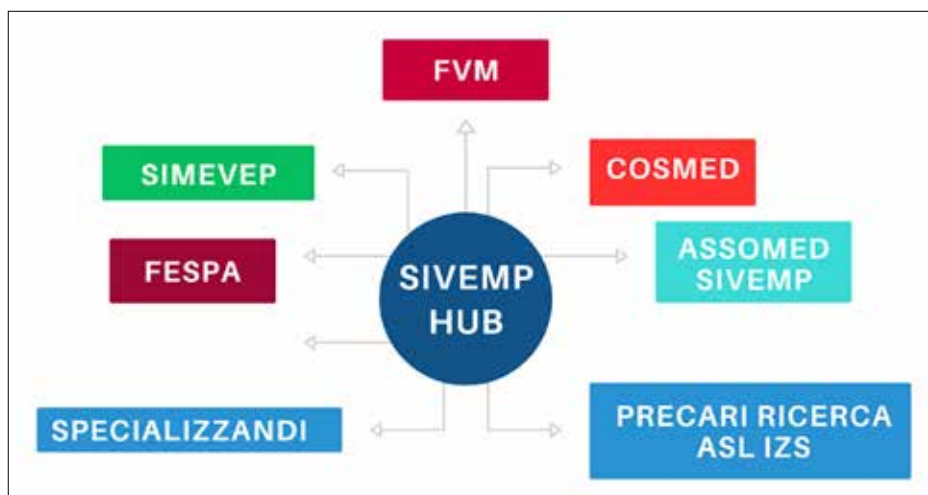 FVM
SIMEVEP
COSMED
FESPA
SIVEMP
HUB
ASSOMED
SIVEMP
SPECIALIZZANDI
PRECARI RICERCA
ASL IZS